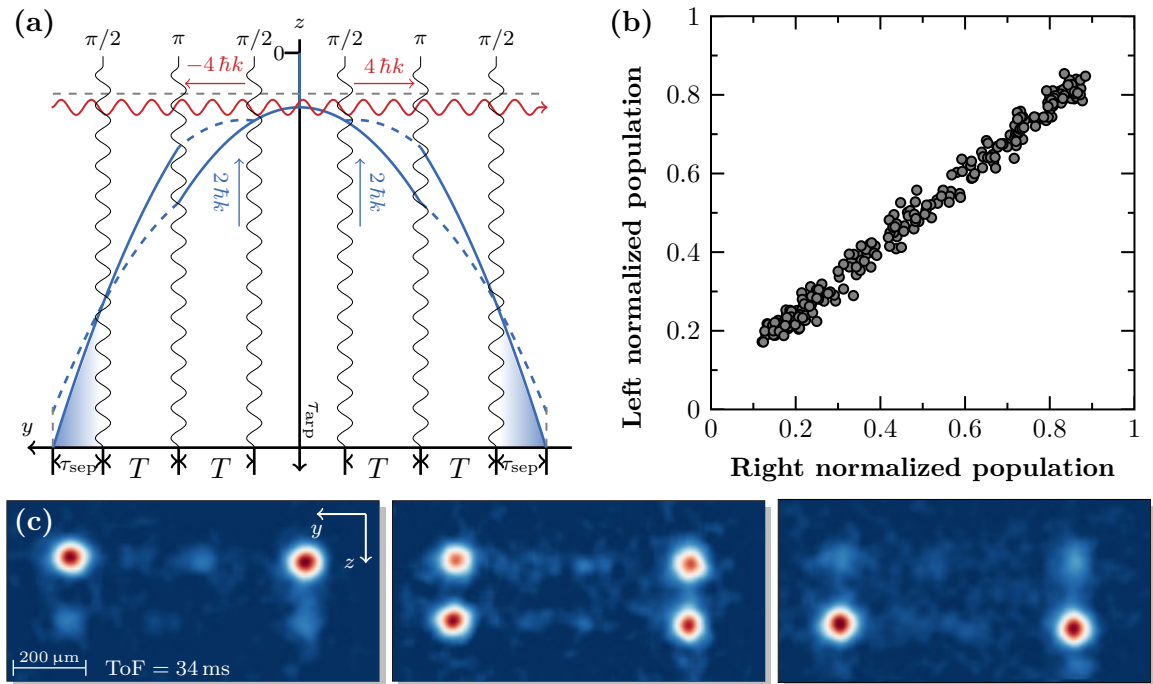 (a)
z
π/2 π π/2 0 π/2 π π/2
−4 ħk 4 ħk
2 ħk 2 ħk
y
τarp
τsep T T T T τsep
(b)
1
0.8
0.6
0.4
0.2
0
0 0.2 0.4 0.6 0.8 1
Left normalized population
Right normalized population
(c)
y
z
200 µm ToF = 34 ms